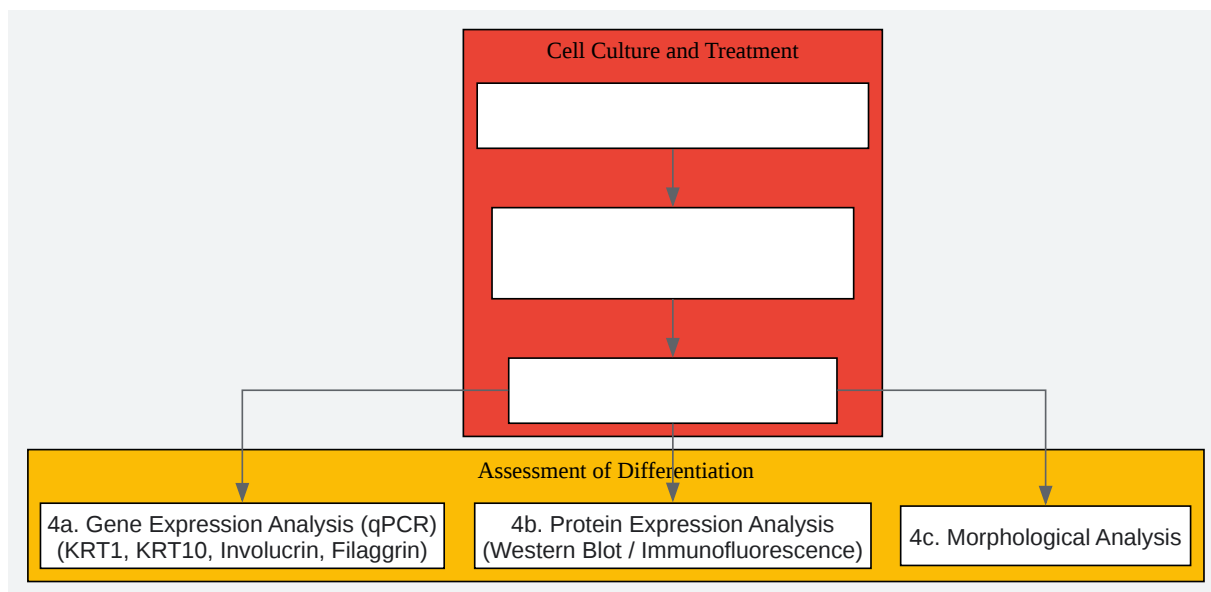 Cell Culture and Treatment
Assessment of Differentiation
4a. Gene Expression Analysis (qPCR)
(KRT1, KRT10, Involucrin, Filaggrin)
4b. Protein Expression Analysis
(Western Blot / Immunofluorescence)
4c. Morphological Analysis